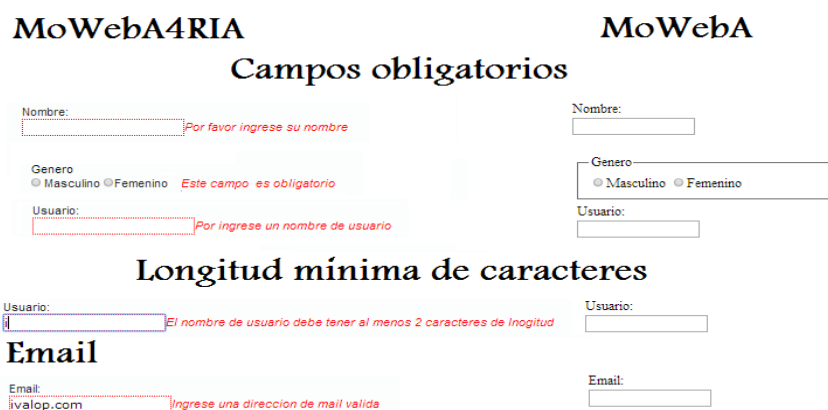 MoWebA4RIA MoWebA
Campos obligatorios
Nombre: Nombre:
Por favor ingrese su nombre
Genero Genero
Masculino Femenino Este campo es obligatorio Masculino Femenino
Usuario: Usuario:
Por ingrese un nombre de usuario
Longitud mínima de caracteres
Usuario: Usuario:
i El nombre de usuario debe tener al menos 2 caracteres de lnogitud
Email
Email: Email:
ivalop.com Ingrese una direccion de mail valida